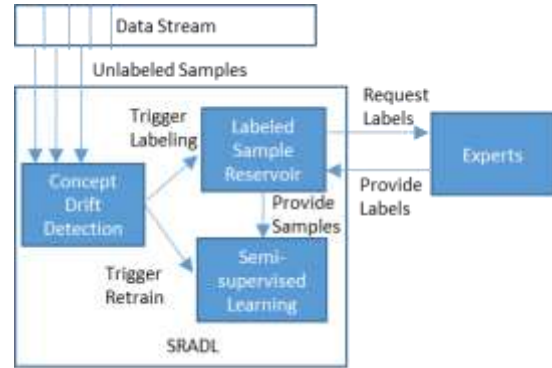 Data Stream
Unlabeled Samples
Trigger
Labeling
Labeled
Sample
Reservoir
Request
Labels
Experts
Provide
Labels
Concept
Drift
Detection
Provide
Samples
Trigger
Retrain
Semi-
supervised
Learning
SRADL